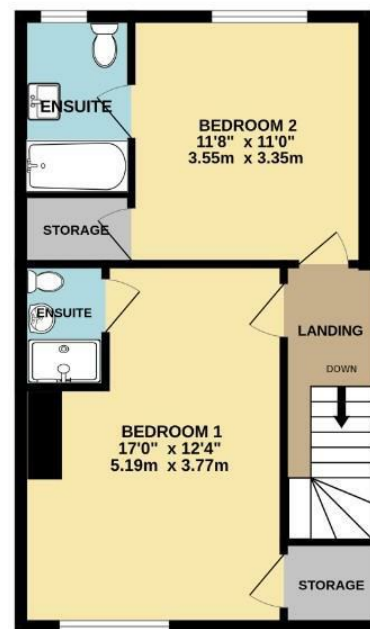 ENSUITE
BEDROOM 2
11'8" x 11'0"
3.55m x 3.35m
STORAGE
ENSUITE
LANDING
DOWN
BEDROOM 1
17'0" x 12'4"
5.19m x 3.77m
STORAGE